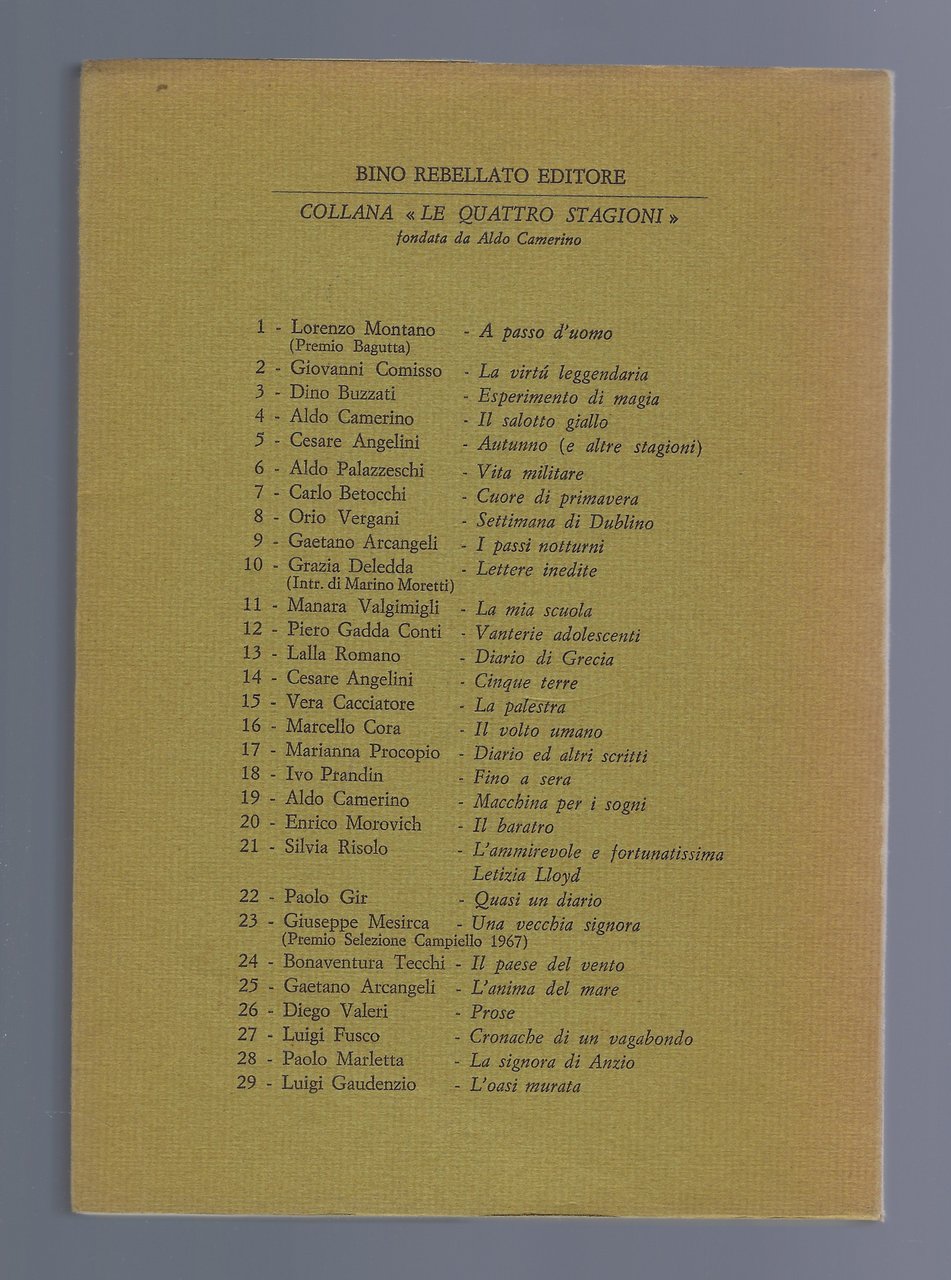 BINO REBELLATO EDITORE
COLLANA « LE QUATTRO STAGIONI »
fondata da Aldo Camerino
1 - Lorenzo Montano - A passo d'uomo
(Premio Bagutta)
2 - Giovanni Comisso - La virtú leggendaria
3 - Dino Buzzati - Esperimento di magia
4 - Aldo Camerino - Il salotto giallo
5 - Cesare Angelini - Autunno (e altre stagioni)
6 - Aldo Palazzeschi - Vita militare
7 - Carlo Betocchi - Cuore di primavera
8 - Orio Vergani - Settimana di Dublino
9 - Gaetano Arcangeli - I passi notturni
10 - Grazia Deledda - Lettere inedite
(Intr. di Marino Moretti)
11 - Manara Valgimigli - La mia scuola
12 - Piero Gadda Conti - Vanterie adolescenti
13 - Lalla Romano - Diario di Grecia
14 - Cesare Angelini - Cinque terre
15 - Vera Cacciatore - La palestra
16 - Marcello Cora - Il volto umano
17 - Marianna Procopio - Diario ed altri scritti
18 - Ivo Prandin - Fino a sera
19 - Aldo Camerino - Macchina per i sogni
20 - Enrico Morovich - Il baratro
21 - Silvia Risolo - L'ammirevole e fortunatissima
Letizia Lloyd
22 - Paolo Gir - Quasi un diario
23 - Giuseppe Mesirca - Una vecchia signora
(Premio Selezione Campiello 1967)
24 - Bonaventura Tecchi - Il paese del vento
25 - Gaetano Arcangeli - L'anima del mare
26 - Diego Valeri - Prose
27 - Luigi Fusco - Cronache di un vagabondo
28 - Paolo Marletta - La signora di Anzio
29 - Luigi Gaudenzio - L'oasi murata